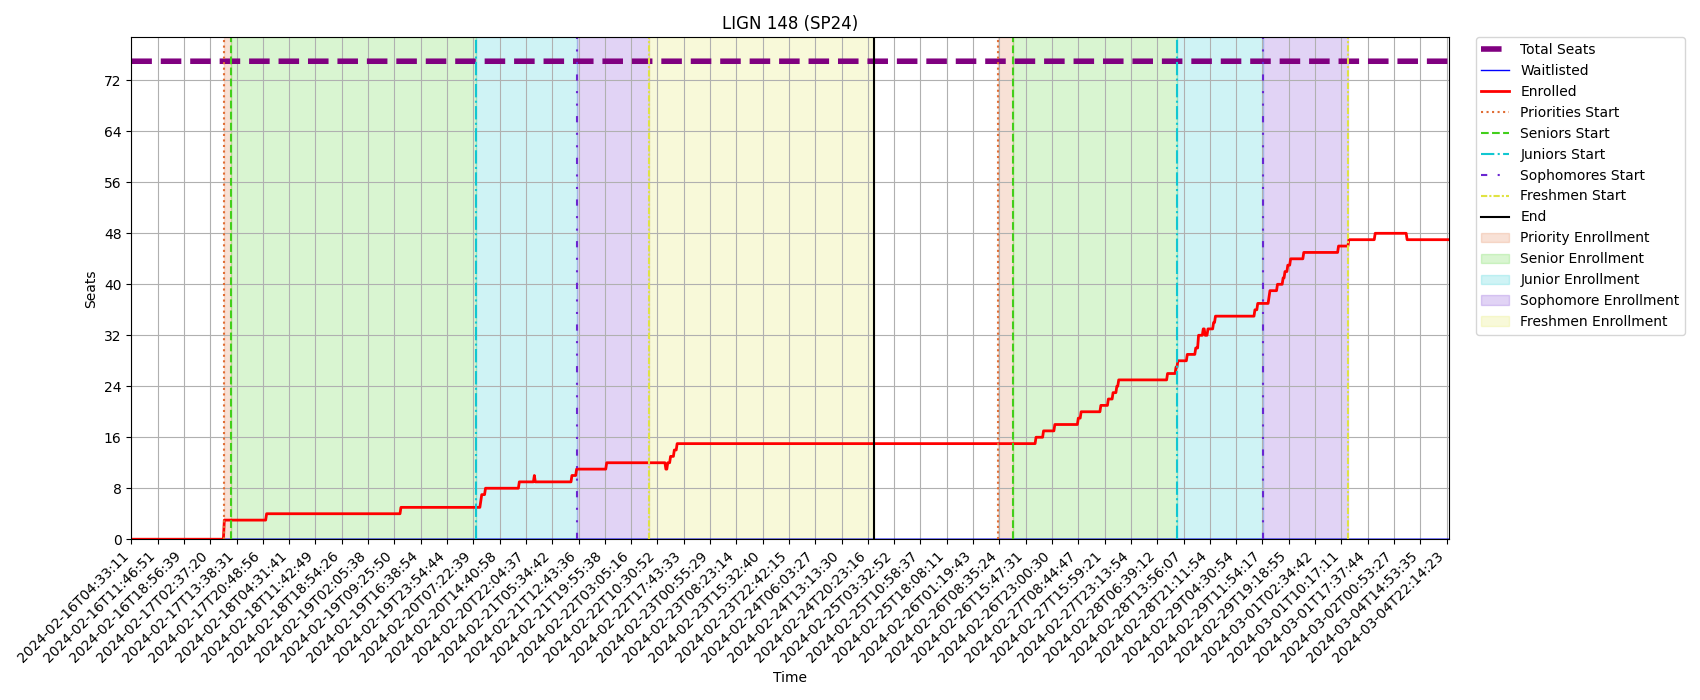 LIGN 148 (SP24)
Total Seats
Waitlisted
Enrolled
Priorities Start
Seniors Start
Juniors Start
Sophomores Start
Freshmen Start
End
Priority Enrollment
Senior Enrollment
Junior Enrollment
Sophomore Enrollment
Freshmen Enrollment
Seats
72
64
56
48
40
32
24
16
8
0
2024-02-16T04:33:11
2024-02-16T11:46:51
2024-02-16T18:56:39
2024-02-17T02:37:20
2024-02-17T13:38:31
2024-02-17T20:48:56
2024-02-18T04:31:41
2024-02-18T11:42:49
2024-02-18T18:54:26
2024-02-19T02:05:38
2024-02-19T09:25:50
2024-02-19T16:38:54
2024-02-19T23:54:44
2024-02-20T07:22:39
2024-02-20T14:40:58
2024-02-20T22:04:37
2024-02-21T05:34:42
2024-02-21T12:43:36
2024-02-21T19:55:38
2024-02-22T03:05:16
2024-02-22T10:30:52
2024-02-22T17:43:33
2024-02-23T00:55:29
2024-02-23T08:23:14
2024-02-23T15:32:40
2024-02-23T22:42:15
2024-02-24T06:03:27
2024-02-24T13:13:30
2024-02-24T20:23:16
2024-02-25T03:32:52
2024-02-25T10:58:37
2024-02-25T18:08:11
2024-02-26T01:19:43
2024-02-26T08:35:24
2024-02-26T15:47:31
2024-02-26T23:00:30
2024-02-27T08:44:47
2024-02-27T15:59:21
2024-02-27T23:13:54
2024-02-28T06:39:12
2024-02-28T13:56:07
2024-02-28T21:11:54
2024-02-29T04:30:54
2024-02-29T11:54:17
2024-02-29T19:18:55
2024-03-01T02:34:42
2024-03-01T10:17:11
2024-03-01T17:37:44
2024-03-02T00:53:27
2024-03-04T14:53:35
2024-03-04T22:14:23
Time